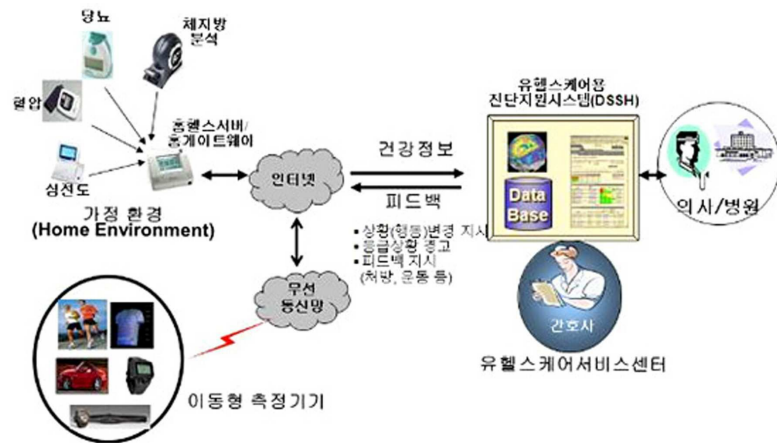 당뇨
체지방
분석
혈압
홈헬스서버/
홈게이트웨이
심전도
가정 환경
(Home Environment)
인터넷
건강정보
피드백
▪ 상황(행동)변경 지시
▪ 응급상황 경고
▪ 피드백 지시
(처방, 운동 등)
무선
통신망
이동형 측정기기
유헬스케어용
진단지원시스템(DSSH)
Data
Base
의사/병원
간호사
유헬스케어서비스센터